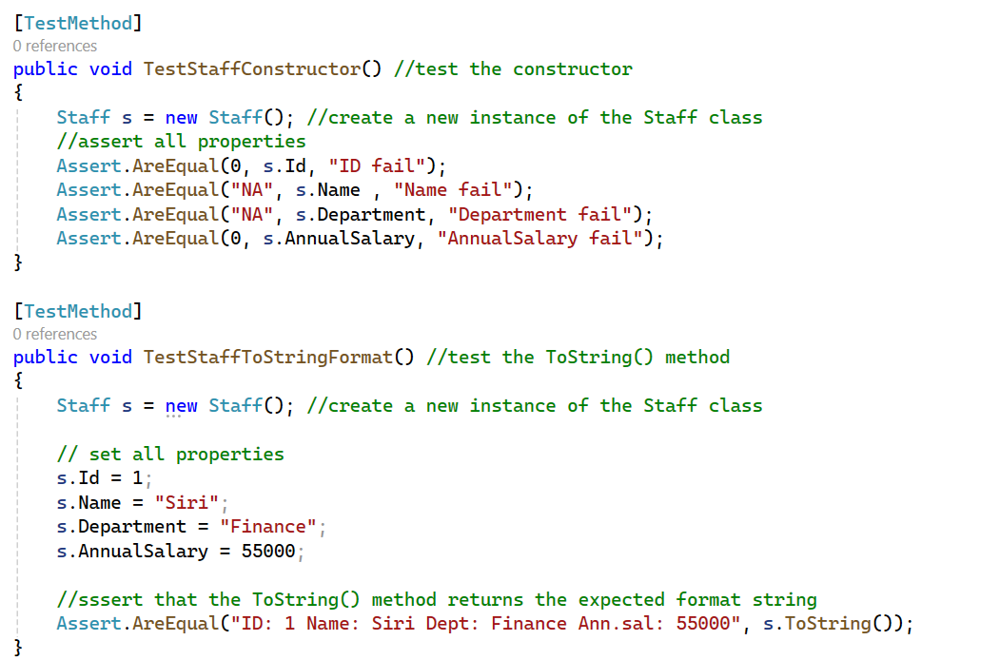 [TestMethod]
0 references
public void TestStaffConstructor() //test the constructor
{
Staff s = new Staff(); //create a new instance of the Staff class
//assert all properties
Assert.AreEqual(0, s.Id, "ID fail");
Assert.AreEqual("NA", s.Name , "Name fail");
Assert.AreEqual("NA", s.Department, "Department fail");
Assert.AreEqual(0, s.AnnualSalary, "AnnualSalary fail");
}
[TestMethod]
0 references
public void TestStaffToStringFormat() //test the ToString() method
{
Staff s = new Staff(); //create a new instance of the Staff class
// set all properties
s.Id = 1;
s.Name = "Siri";
s.Department = "Finance";
s.AnnualSalary = 55000;
//sssert that the ToString() method returns the expected format string
Assert.AreEqual("ID: 1 Name: Siri Dept: Finance Ann.sal: 55000", s.ToString());
}